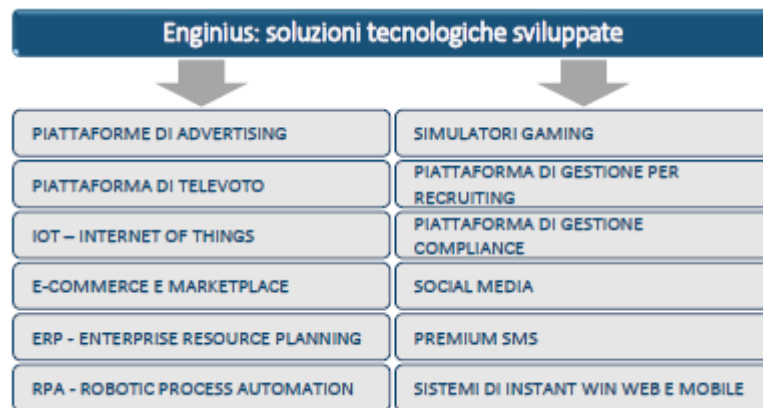 Enginius: soluzioni tecnologiche sviluppate
PIATTAFORME DI ADVERTISING
PIATTAFORMA DI TELEVOTO
IOT – INTERNET OF THINGS
E-COMMERCE E MARKETPLACE
ERP - ENTERPRISE RESOURCE PLANNING
RPA - ROBOTIC PROCESS AUTOMATION
SIMULATORI GAMING
PIATTAFORMA DI GESTIONE PER
RECRUITING
PIATTAFORMA DI GESTIONE
COMPLIANCE
SOCIAL MEDIA
PREMIUM SMS
SISTEMI DI INSTANT WIN WEB E MOBILE